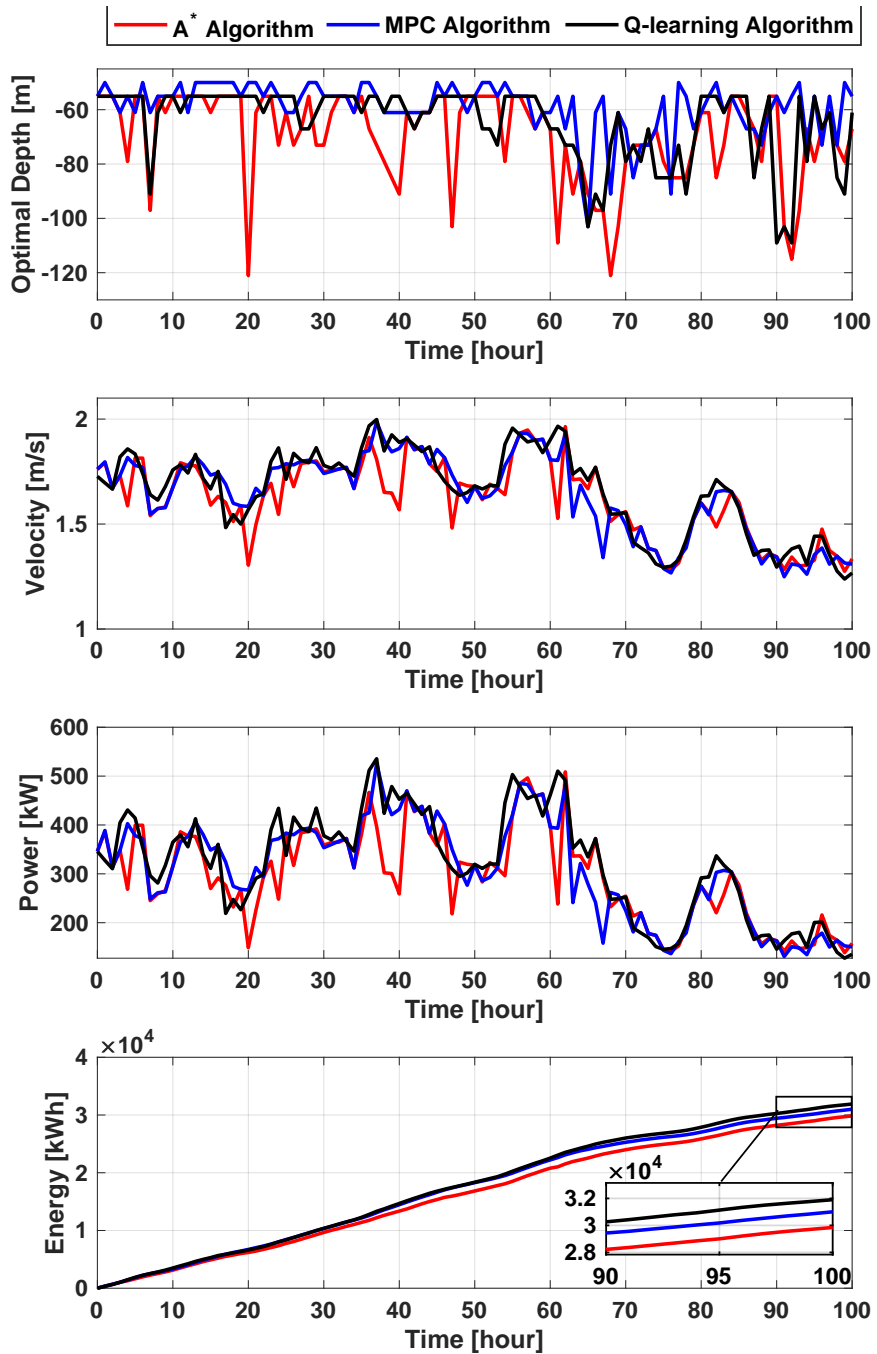 A* Algorithm MPC Algorithm Q-learning Algorithm
Optimal Depth [m]
-60
-80
-100
-120
0 10 20 30 40 50 60 70 80 90 100
Time [hour]
Velocity [m/s]
2
1.5
1
0 10 20 30 40 50 60 70 80 90 100
Time [hour]
Power [kW]
600
500
400
300
200
0 10 20 30 40 50 60 70 80 90 100
Time [hour]
×10^4
Energy [kWh]
4
3
2
1
0
×10^4
3.2
3
2.8
90 95 100
0 10 20 30 40 50 60 70 80 90 100
Time [hour]